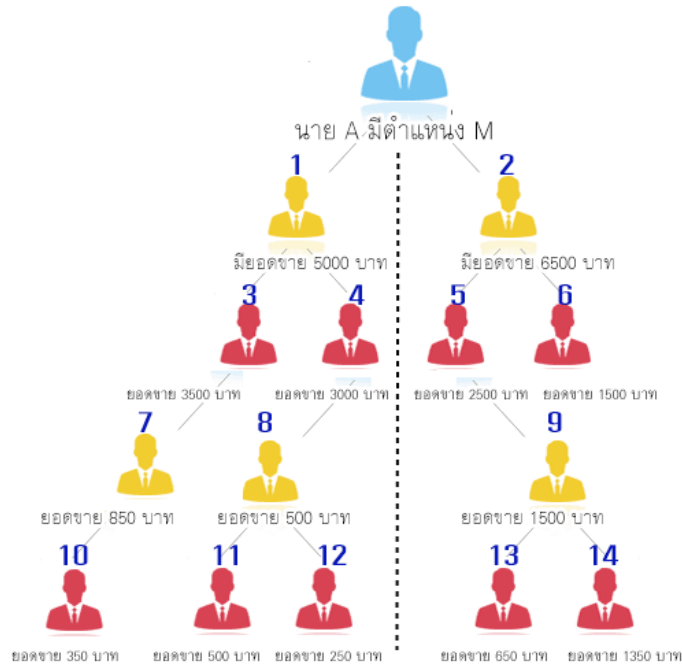 นาย A มีตำแหน่ง M
1 2
มียอดขาย 5000 บาท มียอดขาย 6500 บาท
3 4 5 6
ยอดขาย 3500 บาท ยอดขาย 3000 บาท ยอดขาย 2500 บาท ยอดขาย 1500 บาท
7 8 9
ยอดขาย 850 บาท ยอดขาย 500 บาท ยอดขาย 1500 บาท
10 11 12 13 14
ยอดขาย 350 บาท ยอดขาย 500 บาท ยอดขาย 250 บาท ยอดขาย 650 บาท ยอดขาย 1350 บาท